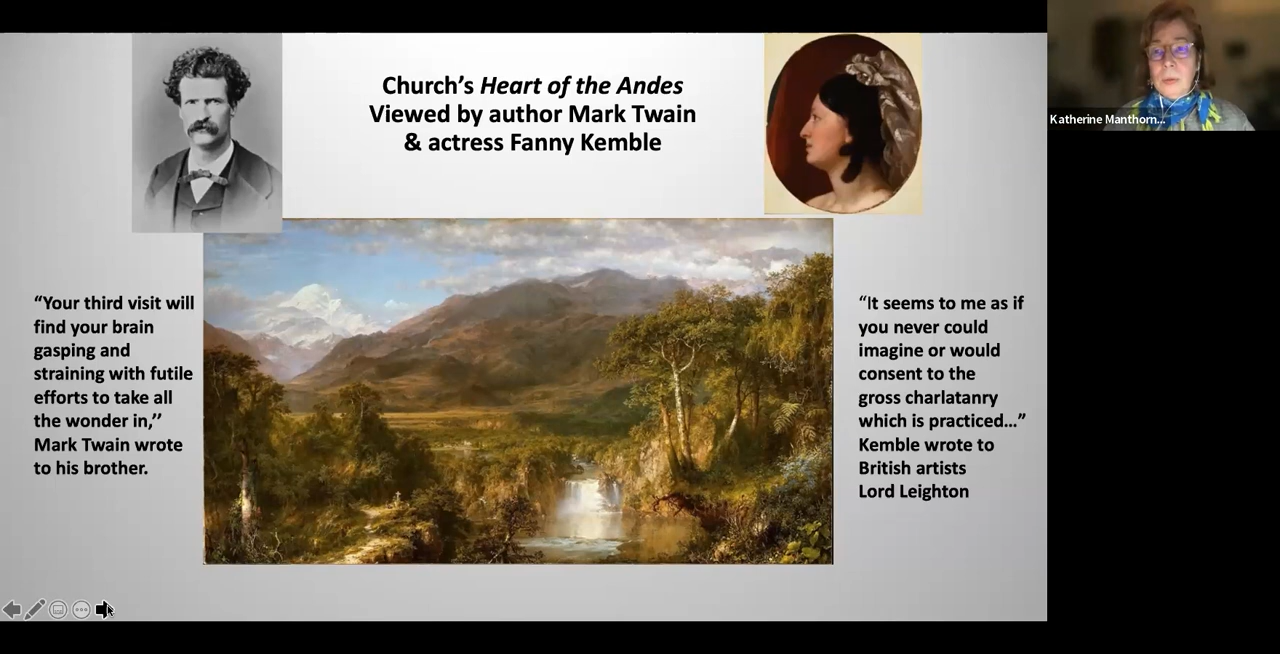 Church’s Heart of the Andes
Viewed by author Mark Twain
& actress Fanny Kemble
“Your third visit will
find your brain
gasping and
straining with futile
efforts to take all
the wonder in,’’
Mark Twain wrote
to his brother.
“It seems to me as if
you never could
imagine or would
consent to the
gross charlatanry
which is practiced...”
Kemble wrote to
British artists
Lord Leighton
Katherine Manthorn...